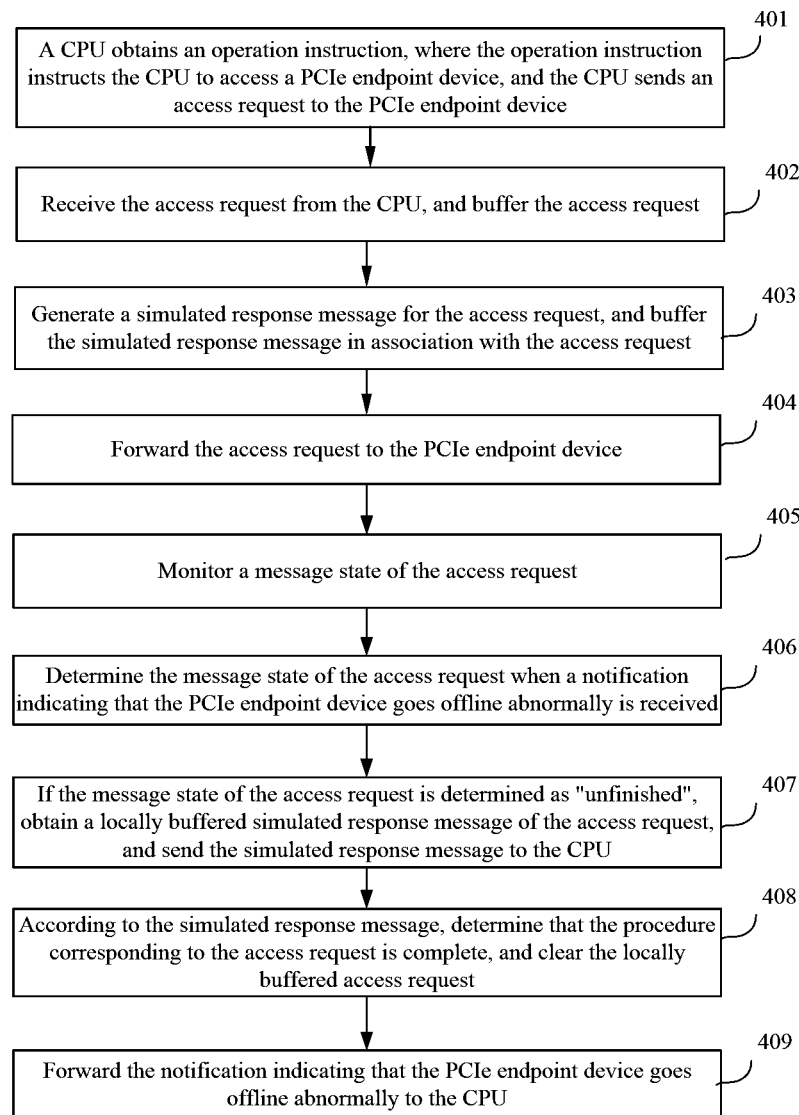 401
A CPU obtains an operation instruction, where the operation instruction
instructs the CPU to access a PCIe endpoint device, and the CPU sends an
access request to the PCIe endpoint device
402
Receive the access request from the CPU, and buffer the access request
403
Generate a simulated response message for the access request, and buffer
the simulated response message in association with the access request
404
Forward the access request to the PCIe endpoint device
405
Monitor a message state of the access request
406
Determine the message state of the access request when a notification
indicating that the PCIe endpoint device goes offline abnormally is received
407
If the message state of the access request is determined as "unfinished",
obtain a locally buffered simulated response message of the access request,
and send the simulated response message to the CPU
408
According to the simulated response message, determine that the procedure
corresponding to the access request is complete, and clear the locally
buffered access request
409
Forward the notification indicating that the PCIe endpoint device goes
offline abnormally to the CPU